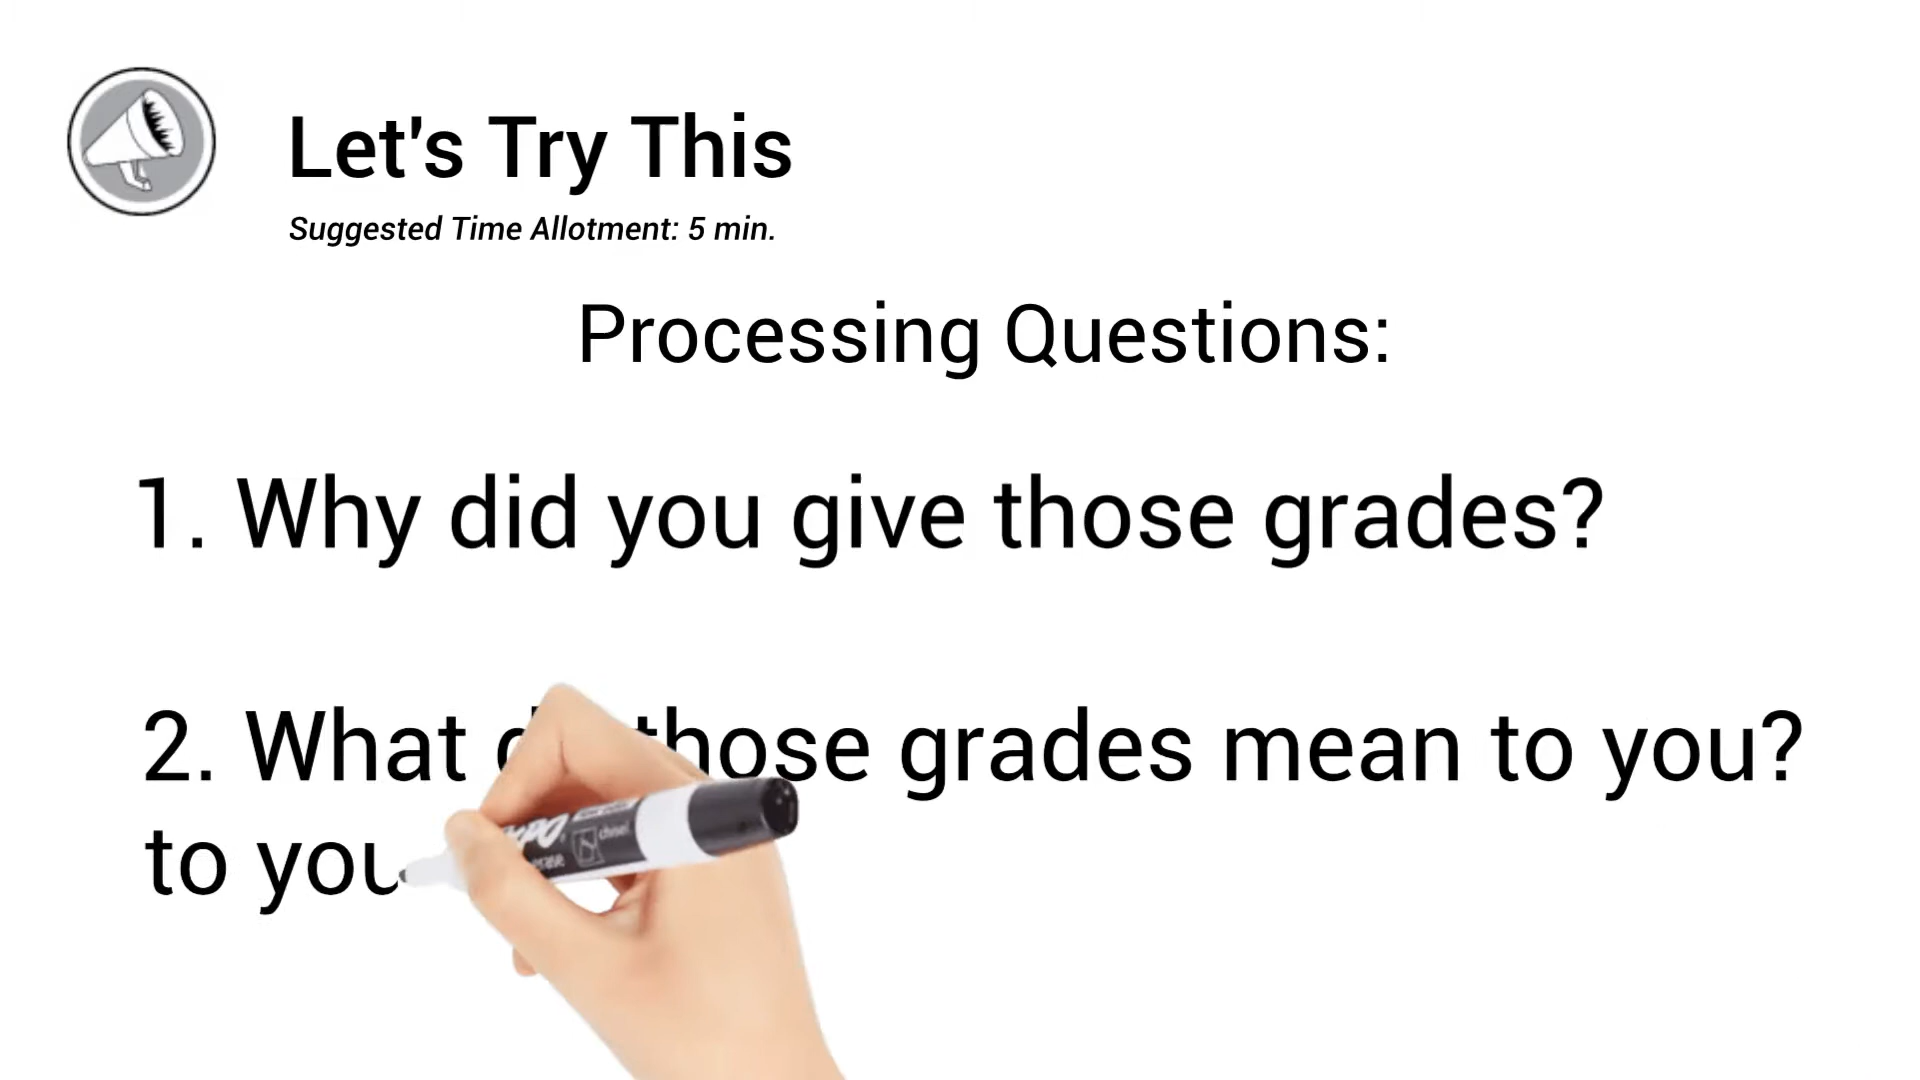 Let's Try This
Suggested Time Allotment: 5 min.
Processing Questions:
1. Why did you give those grades?
2. What those grades mean to you?
to you
chisel